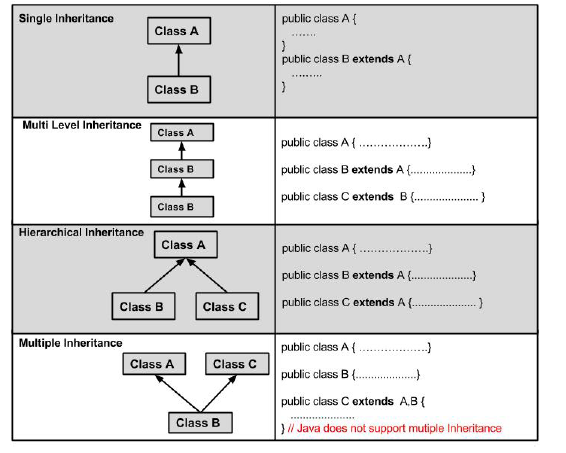 Single Inheritance
Class A
Class B
public class A {
.......
}
public class B extends A {
.........
}
Multi Level Inheritance
Class A
Class B
Class B
public class A { ...................}
public class B extends A {....................}
public class C extends B {..................... }
Hierarchical Inheritance
Class A
Class B
Class C
public class A { ...................}
public class B extends A {....................}
public class C extends A {..................... }
Multiple Inheritance
Class A
Class C
Class B
public class A { ...................}
public class B {....................}
public class C extends A,B {
.....................
} // Java does not support mutiple Inheritance